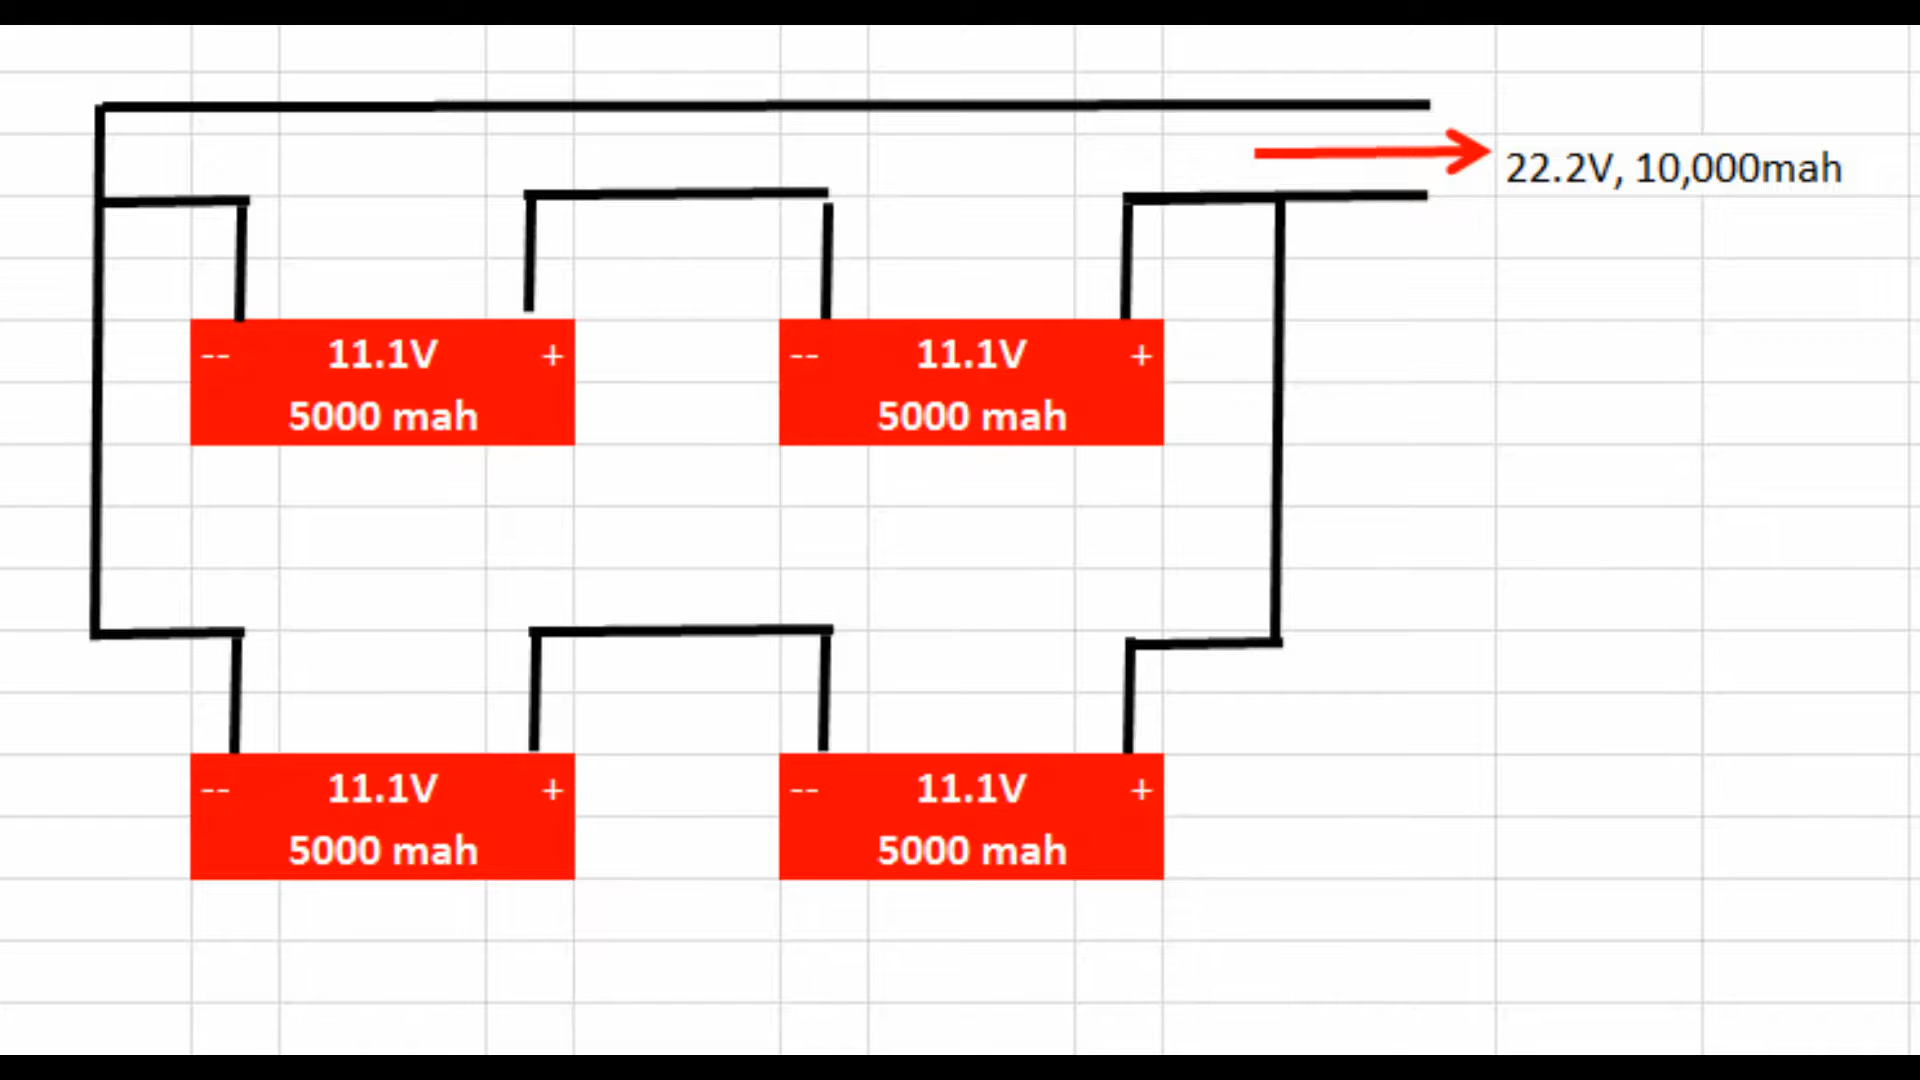 22.2V, 10,000mah
-- 11.1V +
5000 mah
-- 11.1V +
5000 mah
-- 11.1V +
5000 mah
-- 11.1V +
5000 mah